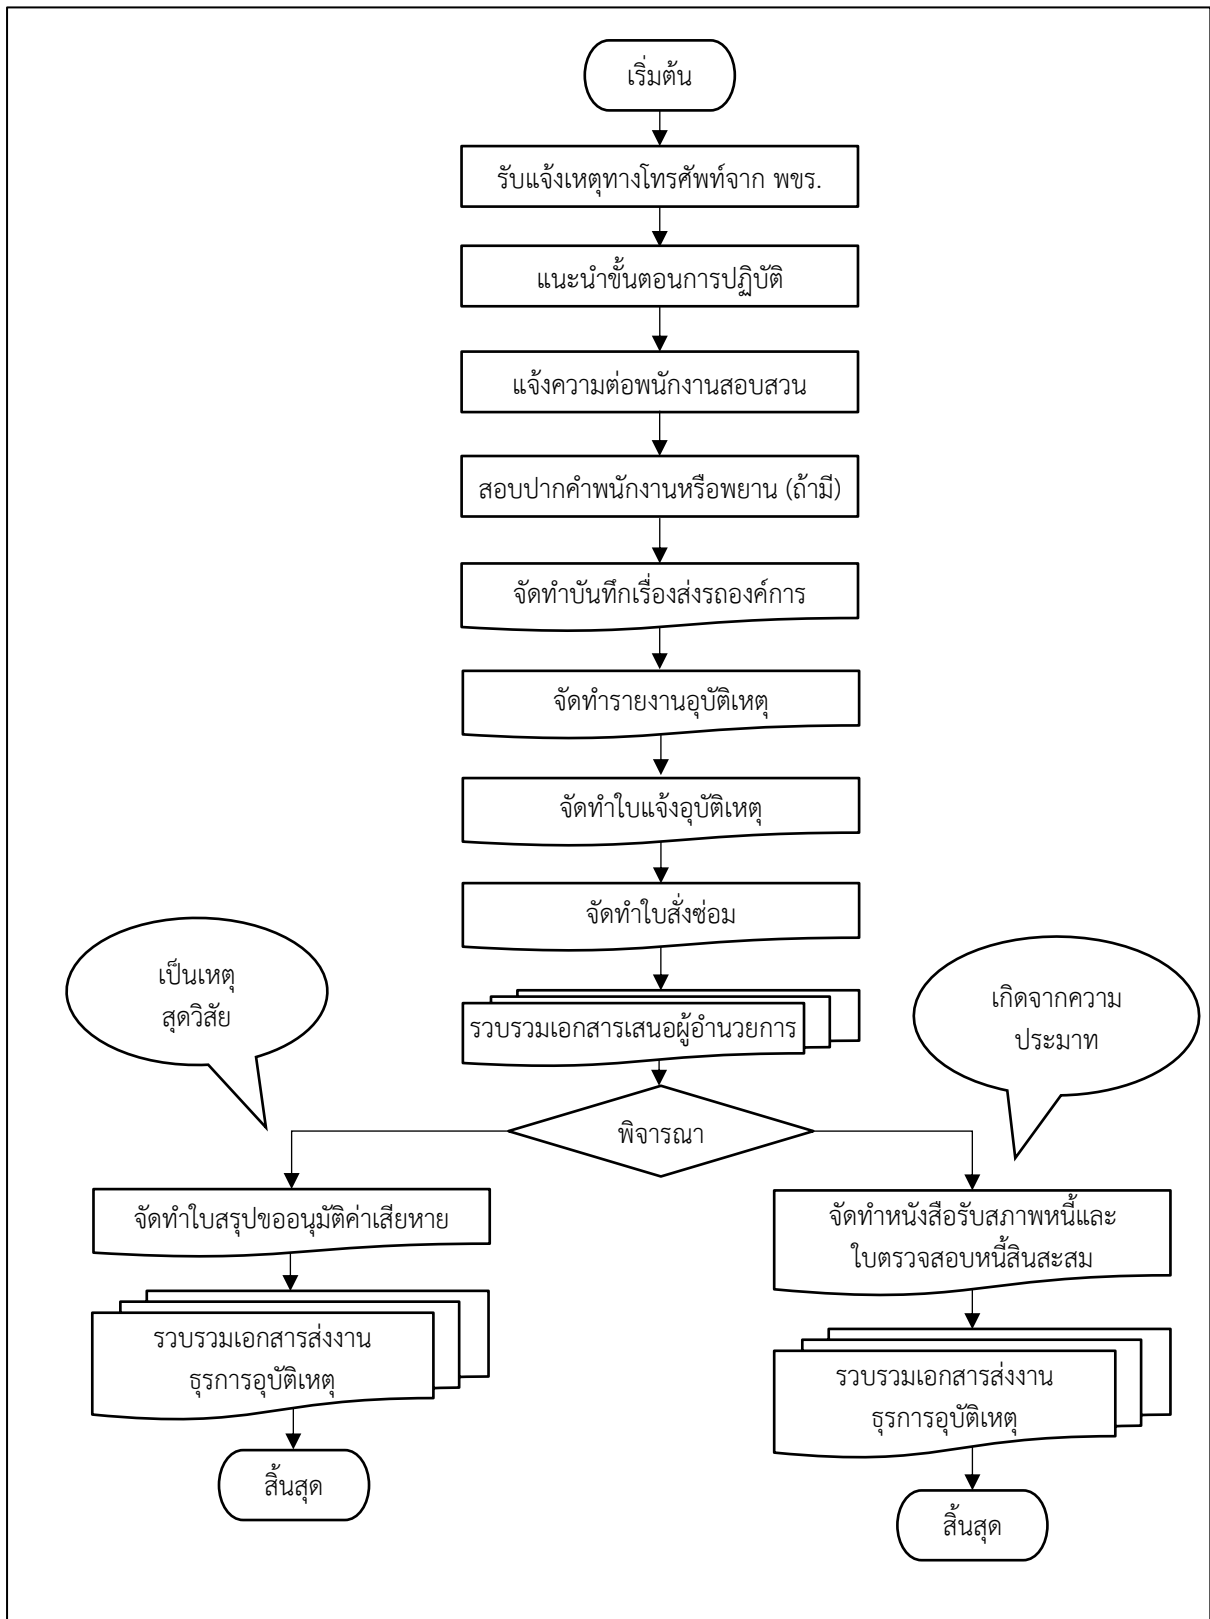 เริ่มต้น
รับแจ้งเหตุทางโทรศัพท์จาก พขร.
แนะนำขั้นตอนการปฏิบัติ
แจ้งความต่อพนักงานสอบสวน
สอบปากคำพนักงานหรือพยาน (ถ้ามี)
จัดทำบันทึกเรื่องส่งรถองค์การ
จัดทำรายงานอุบัติเหตุ
จัดทำใบแจ้งอุบัติเหตุ
จัดทำใบสั่งซ่อม
รวบรวมเอกสารเสนอผู้อำนวยการ
พิจารณา
เป็นเหตุ
สุดวิสัย
จัดทำใบสรุปขออนุมัติค่าเสียหาย
รวบรวมเอกสารส่งงาน
ธุรการอุบัติเหตุ
สิ้นสุด
เกิดจากความ
ประมาท
จัดทำหนังสือรับสภาพหนี้และ
ใบตรวจสอบหนี้สินสะสม
รวบรวมเอกสารส่งงาน
ธุรการอุบัติเหตุ
สิ้นสุด